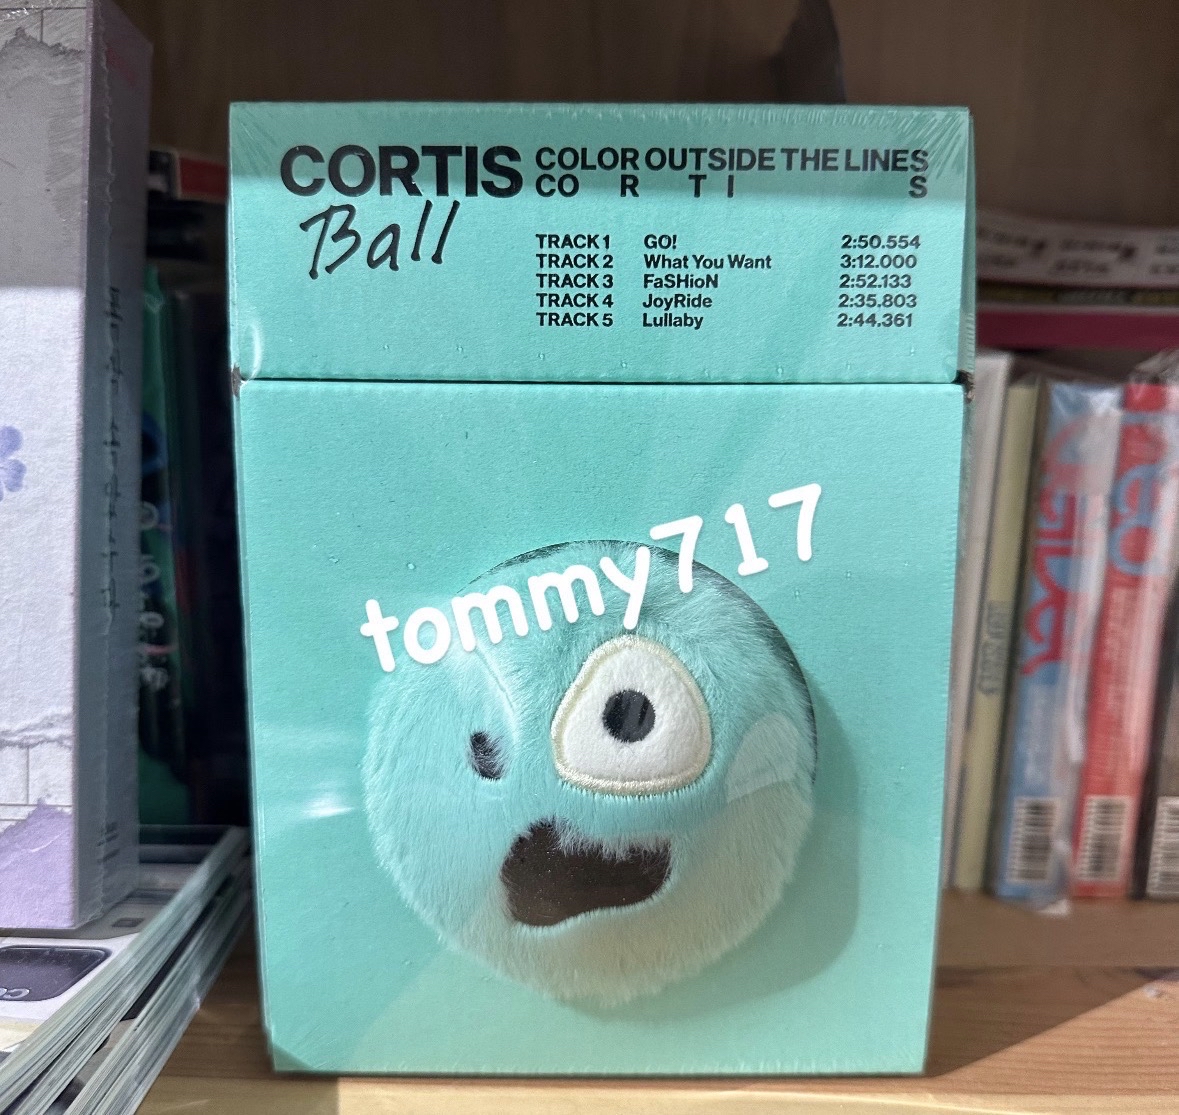 CORTIS
Ball
COLOR OUTSIDE THE LINES
CO R T I S
TRACK 1 GO! 2:50.554
TRACK 2 What You Want 3:12.000
TRACK 3 FaSHioN 2:52.133
TRACK 4 JoyRide 2:35.803
TRACK 5 Lullaby 2:44.361
tommy717